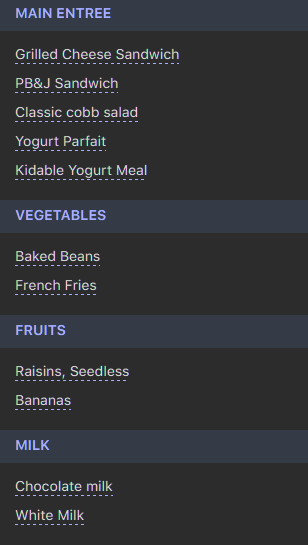 MAIN ENTREE
Grilled Cheese Sandwich
PB&J Sandwich
Classic cobb salad
Yogurt Parfait
Kidable Yogurt Meal
VEGETABLES
Baked Beans
French Fries
FRUITS
Raisins, Seedless
Bananas
MILK
Chocolate milk
White Milk